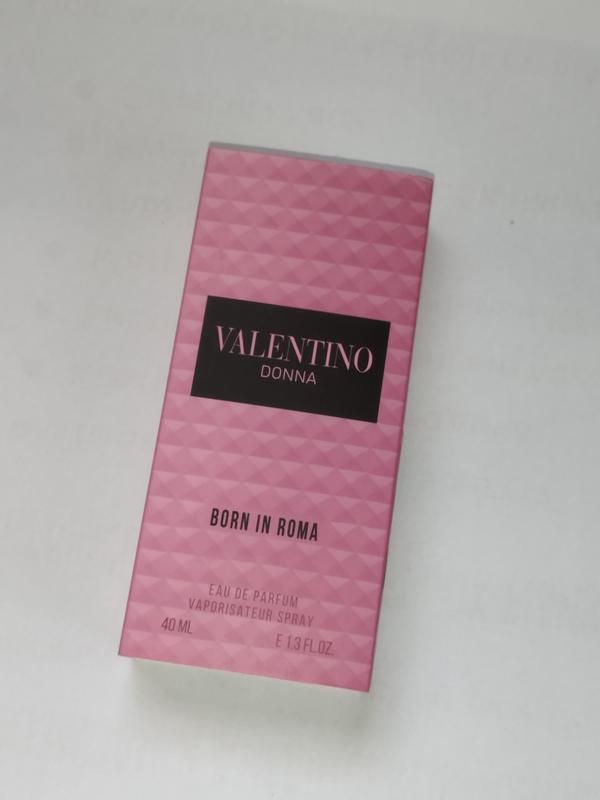 VALENTINO
DONNA
BORN IN ROMA
EAU DE PARFUM
VAPORISATEUR SPRAY
40 ML E 1.3 FL.OZ.